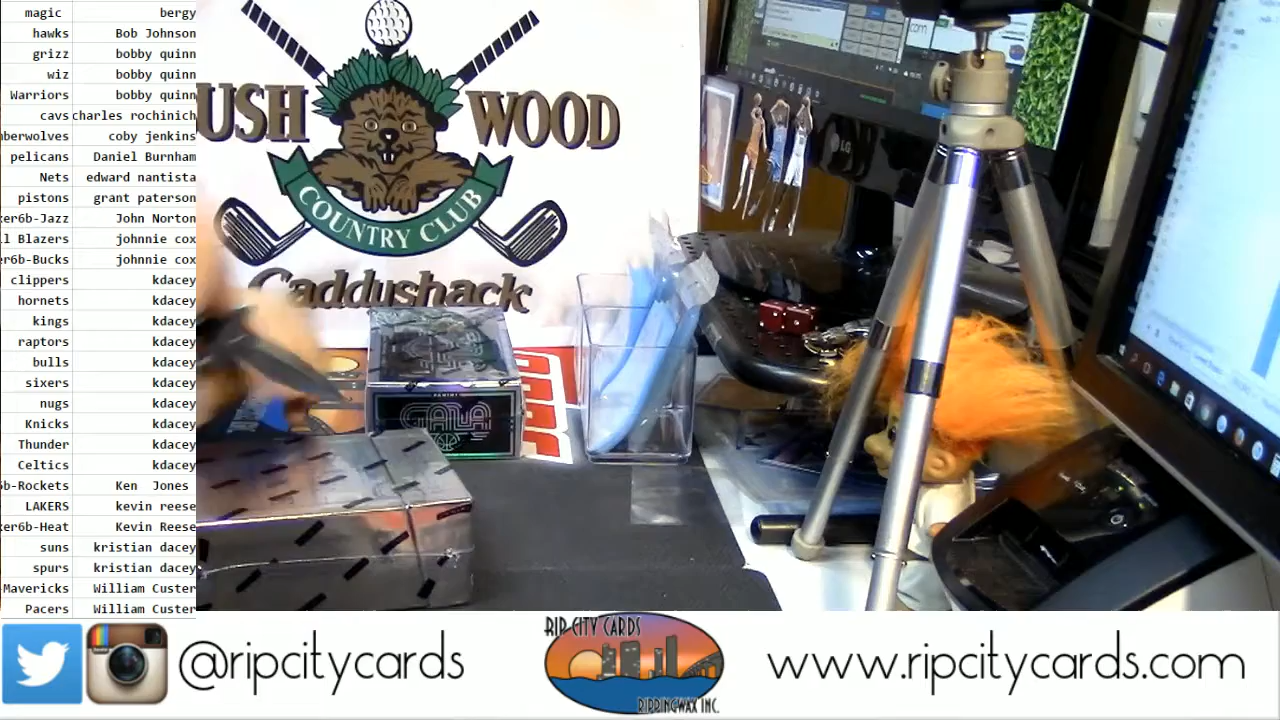 magic bergy
hawks Bob Johnson
grizz bobby quinn
wiz bobby quinn
Warriors bobby quinn
cavs charles rochinich
berwolves coby jenkins
pelicans Daniel Burnham
Nets edward nantista
pistons grant paterson
er6b-Jazz John Norton
l Blazers johnnie cox
r6b-Bucks johnnie cox
clippers kdacey
hornets kdacey
kings kdacey
raptors kdacey
bulls kdacey
sixers kdacey
nugs kdacey
Knicks kdacey
Thunder kdacey
Celtics kdacey
b-Rockets Ken Jones
LAKERS kevin reese
er6b-Heat Kevin Reese
suns kristian dacey
spurs kristian dacey
Mavericks William Custer
Pacers William Custer
USH WOOD
COUNTRY CLUB
Caddushack
PANINI
GALA
LG
@ripcitycards
RIP CITY CARDS
RIPPINGWAX INC.
www.ripcitycards.com